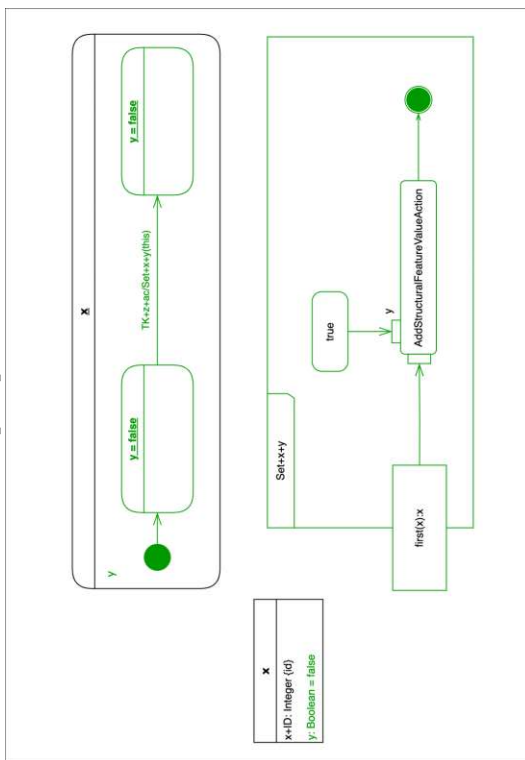 x
y
y = false
TK+z+ac/Set+x+y(this)
y = false
Set+x+y
first(x):x
true
y
AddStructuralFeatureValueAction
x
x+ID: Integer {id}
y: Boolean = false